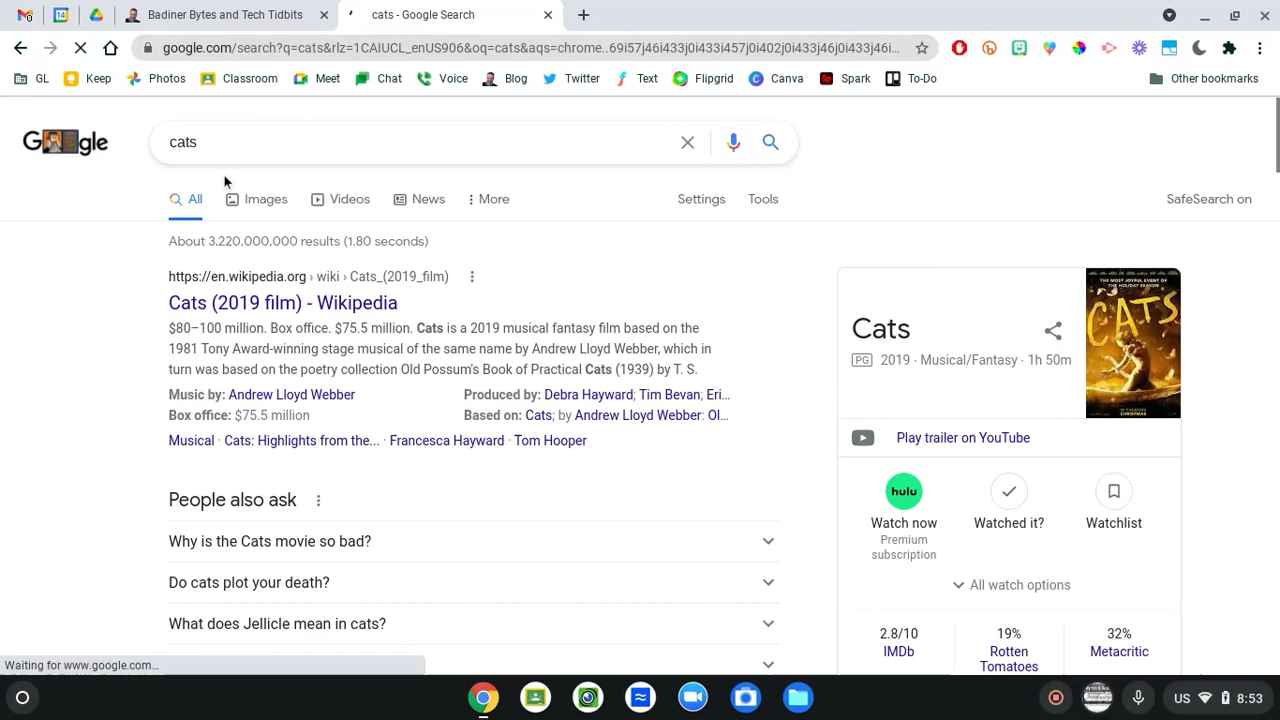 Badiner Bytes and Tech Tidbits
cats - Google Search
google.com/search?q=cats&rlz=1CAIUCL_enUS906&oq=cats&aqs=chrome..69i57j46i433j0i433i457j0i402j0i433j46j0i433j46i...
GL
Keep
Photos
Classroom
Meet
Chat
Voice
Blog
Twitter
Text
Flipgrid
Canva
Spark
To-Do
Other bookmarks
cats
All
Images
Videos
News
More
Settings
Tools
SafeSearch on
About 3,220,000,000 results (1.80 seconds)
https://en.wikipedia.org › wiki › Cats_(2019_film)
Cats (2019 film) - Wikipedia
$80–100 million. Box office. $75.5 million. Cats is a 2019 musical fantasy film based on the
1981 Tony Award-winning stage musical of the same name by Andrew Lloyd Webber, which in
turn was based on the poetry collection Old Possum's Book of Practical Cats (1939) by T. S.
Music by: Andrew Lloyd Webber
Produced by: Debra Hayward; Tim Bevan; Eri...
Box office: $75.5 million
Based on: Cats; by Andrew Lloyd Webber; Ol...
Musical · Cats: Highlights from the... · Francesca Hayward · Tom Hooper
People also ask
Why is the Cats movie so bad?
Do cats plot your death?
What does Jellicle mean in cats?
Cats
PG 2019 · Musical/Fantasy · 1h 50m
THE MOST JOYFUL EVENT OF
THE HOLIDAY SEASON
CATS
CHRISTMAS
Play trailer on YouTube
hulu
Watch now
Premium
subscription
Watched it?
Watchlist
All watch options
2.8/10
IMDb
19%
Rotten
Tomatoes
32%
Metacritic
Waiting for www.google.com...
US
8:53